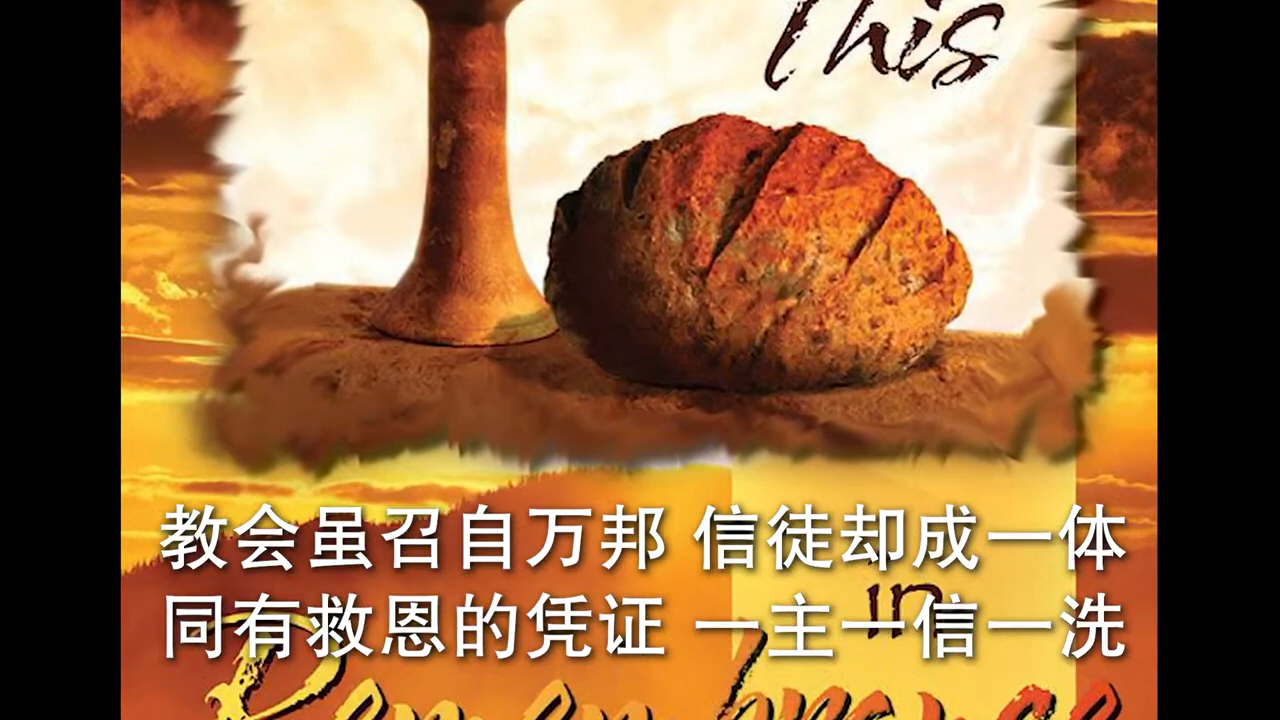 This
教会虽召自万邦 信徒却成一体
in
同有救恩的凭证 一主一信一洗
Remembrance